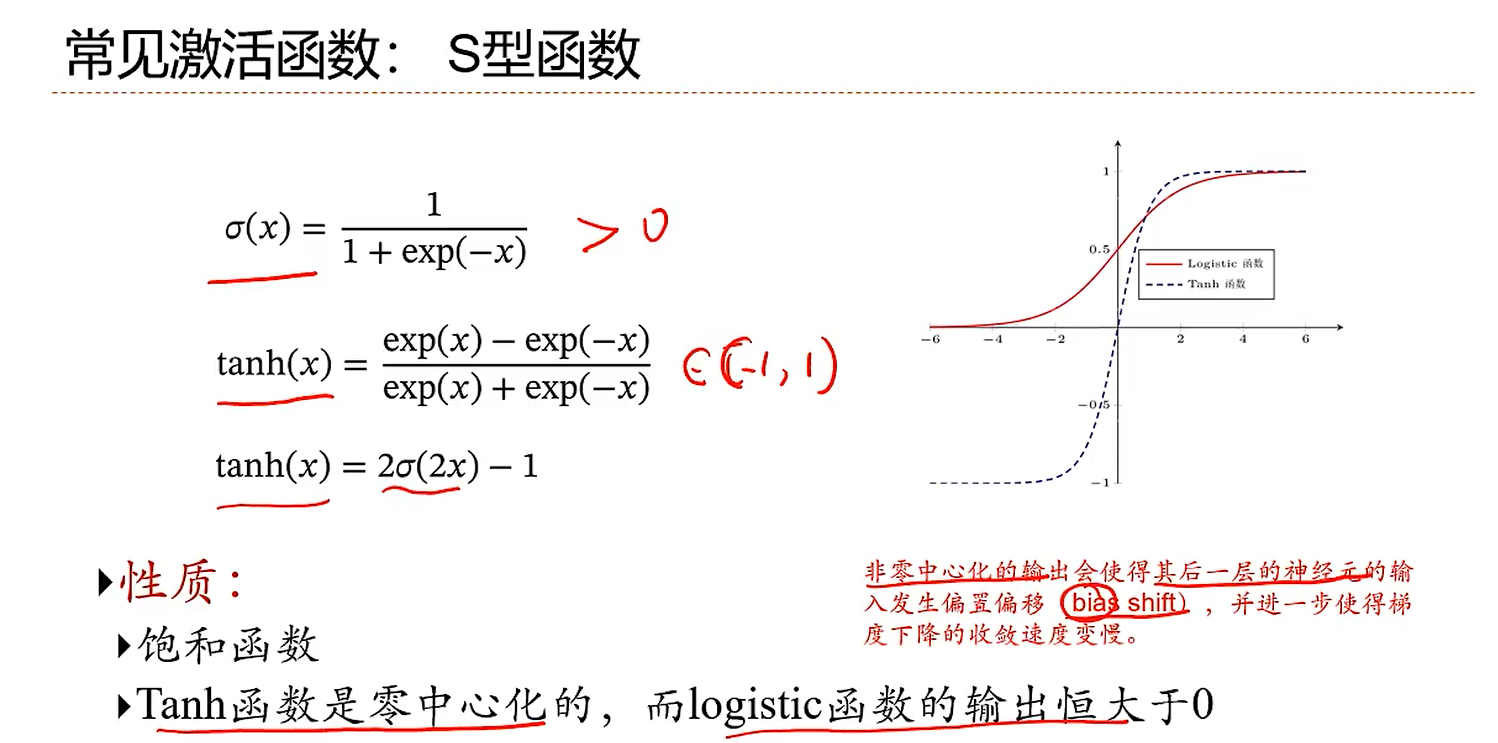 常见激活函数： S型函数
σ(x) = 1 / (1 + exp(−x)) > 0
tanh(x) = (exp(x) − exp(−x)) / (exp(x) + exp(−x)) ∈ (-1, 1)
tanh(x) = 2σ(2x) − 1
1
0.5
Logistic 函数
Tanh 函数
−6 −4 −2 2 4 6
−0.5
−1
性质：
饱和函数
Tanh函数是零中心化的，而logistic函数的输出恒大于0
非零中心化的输出会使得其后一层的神经元的输
入发生偏置偏移（bias shift），并进一步使得梯
度下降的收敛速度变慢。